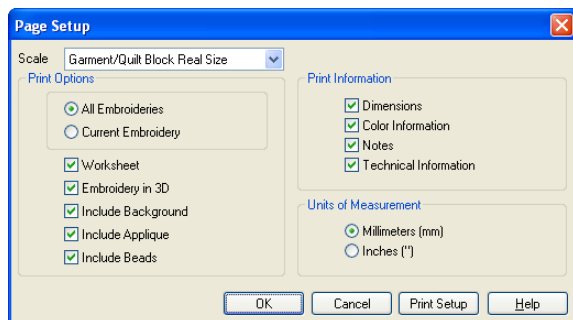 Page Setup
Scale Garment/Quilt Block Real Size
Print Options
All Embroideries
Current Embroidery
Worksheet
Embroidery in 3D
Include Background
Include Applique
Include Beads
Print Information
Dimensions
Color Information
Notes
Technical Information
Units of Measurement
Millimeters (mm)
Inches (")
OK Cancel Print Setup Help